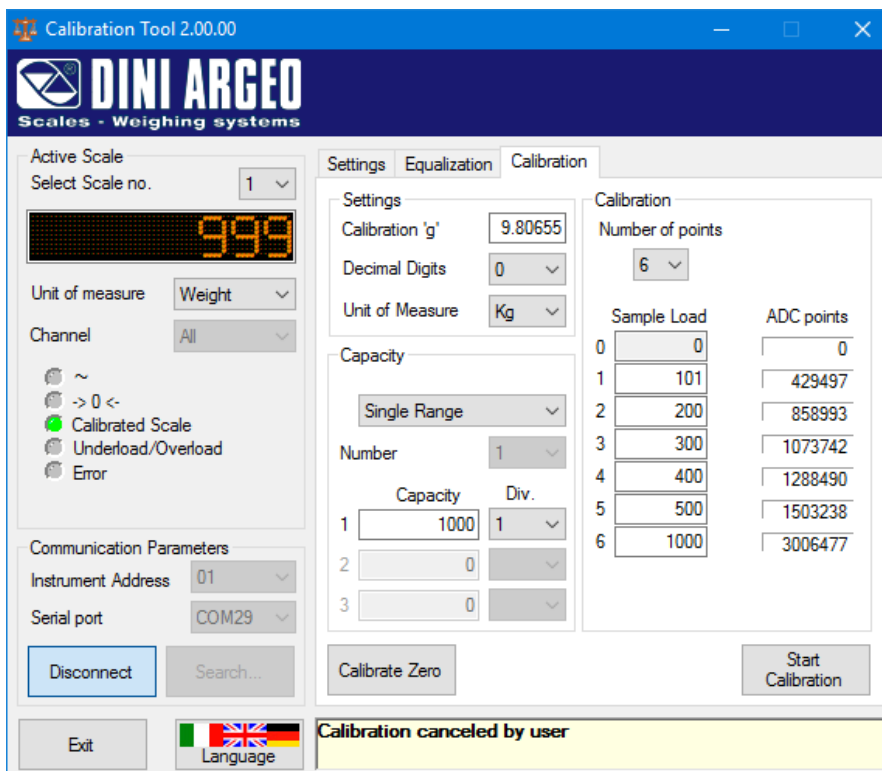 Calibration Tool 2.00.00
DINI ARGEO
®
Scales - Weighing systems
Active Scale
Select Scale no. 1
999
Unit of measure Weight
Channel All
~
-> 0 <-
Calibrated Scale
Underload/Overload
Error
Communication Parameters
Instrument Address 01
Serial port COM29
Disconnect Search...
Exit Language
Settings Equalization Calibration
Settings
Calibration 'g' 9.80655
Decimal Digits 0
Unit of Measure Kg
Capacity
Single Range
Number 1
Capacity Div.
1 1000 1
2 0
3 0
Calibrate Zero
Calibration
Number of points
6
Sample Load ADC points
0 0 0
1 101 429497
2 200 858993
3 300 1073742
4 400 1288490
5 500 1503238
6 1000 3006477
Start
Calibration
Calibration canceled by user